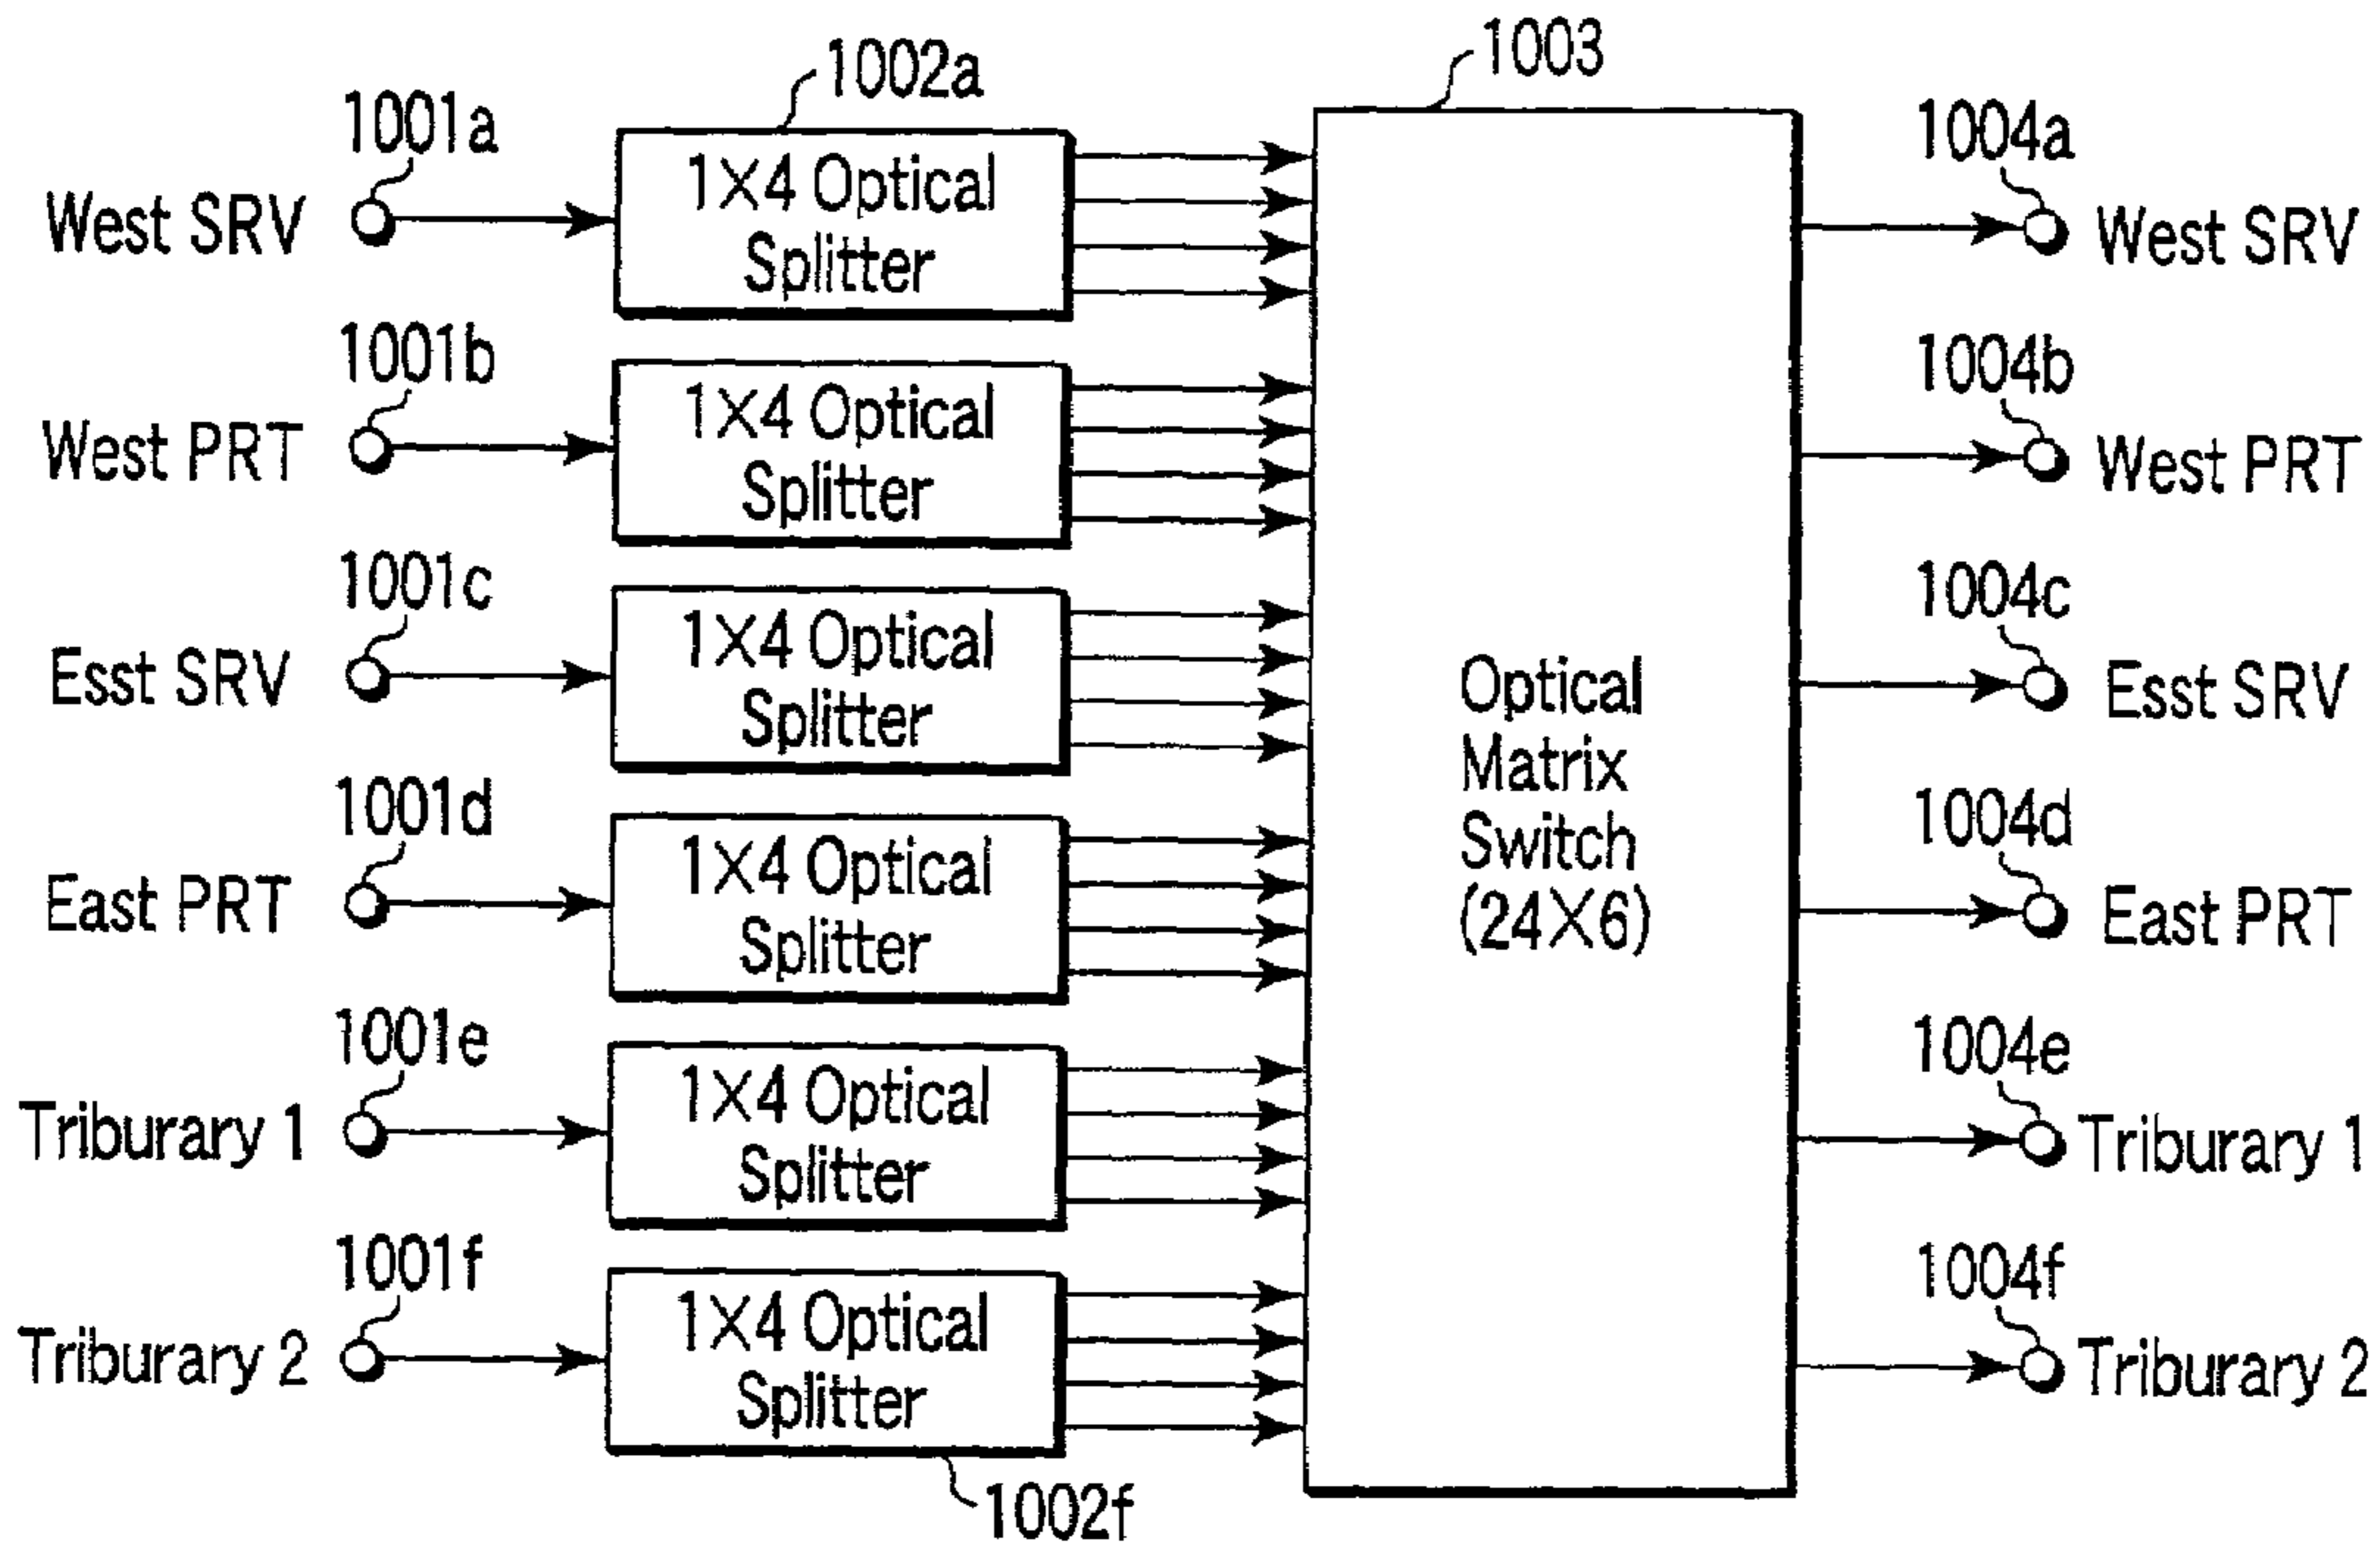 1002a
1003
1001a
1004a
West SRV
1X4 Optical
Splitter
West SRV
1001b
1004b
West PRT
1X4 Optical
Splitter
West PRT
1001c
1004c
Esst SRV
1X4 Optical
Splitter
Optical
Matrix
Switch
(24X6)
Esst SRV
1001d
1004d
East PRT
1X4 Optical
Splitter
East PRT
1001e
1004e
Triburary 1
1X4 Optical
Splitter
Triburary 1
1001f
1004f
Triburary 2
1X4 Optical
Splitter
Triburary 2
1002f